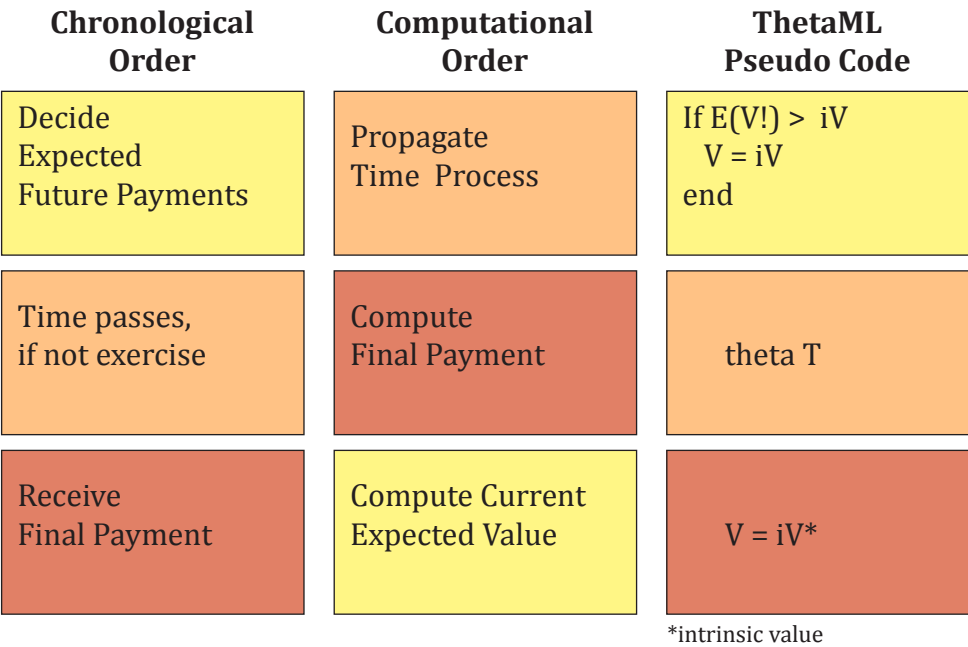 Chronological
Order
Computational
Order
ThetaML
Pseudo Code
Decide
Expected
Future Payments
Propagate
Time Process
If E(V!) > iV
V = iV
end
Time passes,
if not exercise
Compute
Final Payment
theta T
Receive
Final Payment
Compute Current
Expected Value
V = iV*
*intrinsic value